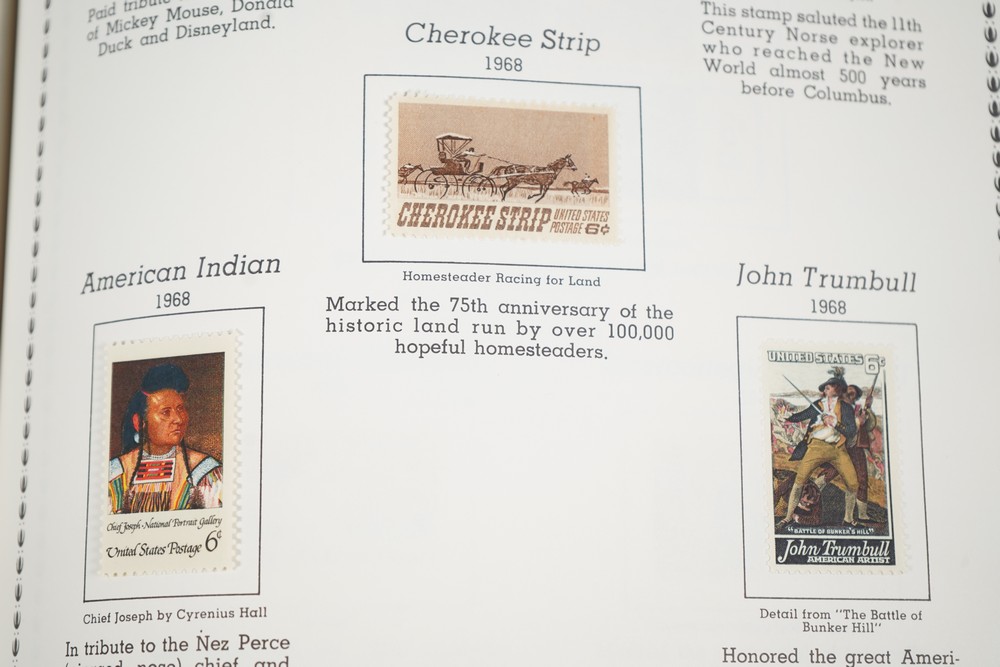 Paid tribute
of Mickey Mouse, Donald
Duck and Disneyland.
This stamp saluted the 11th
Century Norse explorer
who reached the New
World almost 500 years
before Columbus.
Cherokee Strip
1968
CHEROKEE STRIP
UNITED STATES
POSTAGE 6¢
Homesteader Racing for Land
Marked the 75th anniversary of the
historic land run by over 100,000
hopeful homesteaders.
American Indian
1968
Chief Joseph-National Portrait Gallery
United States Postage 6¢
Chief Joseph by Cyrenius Hall
In tribute to the Nez Perce
nose) chief and
John Trumbull
1968
UNITED STATES 6¢
"BATTLE OF BUNKER'S HILL"
John Trumbull
AMERICAN ARTIST
Detail from "The Battle of
Bunker Hill"
Honored the great Ameri-